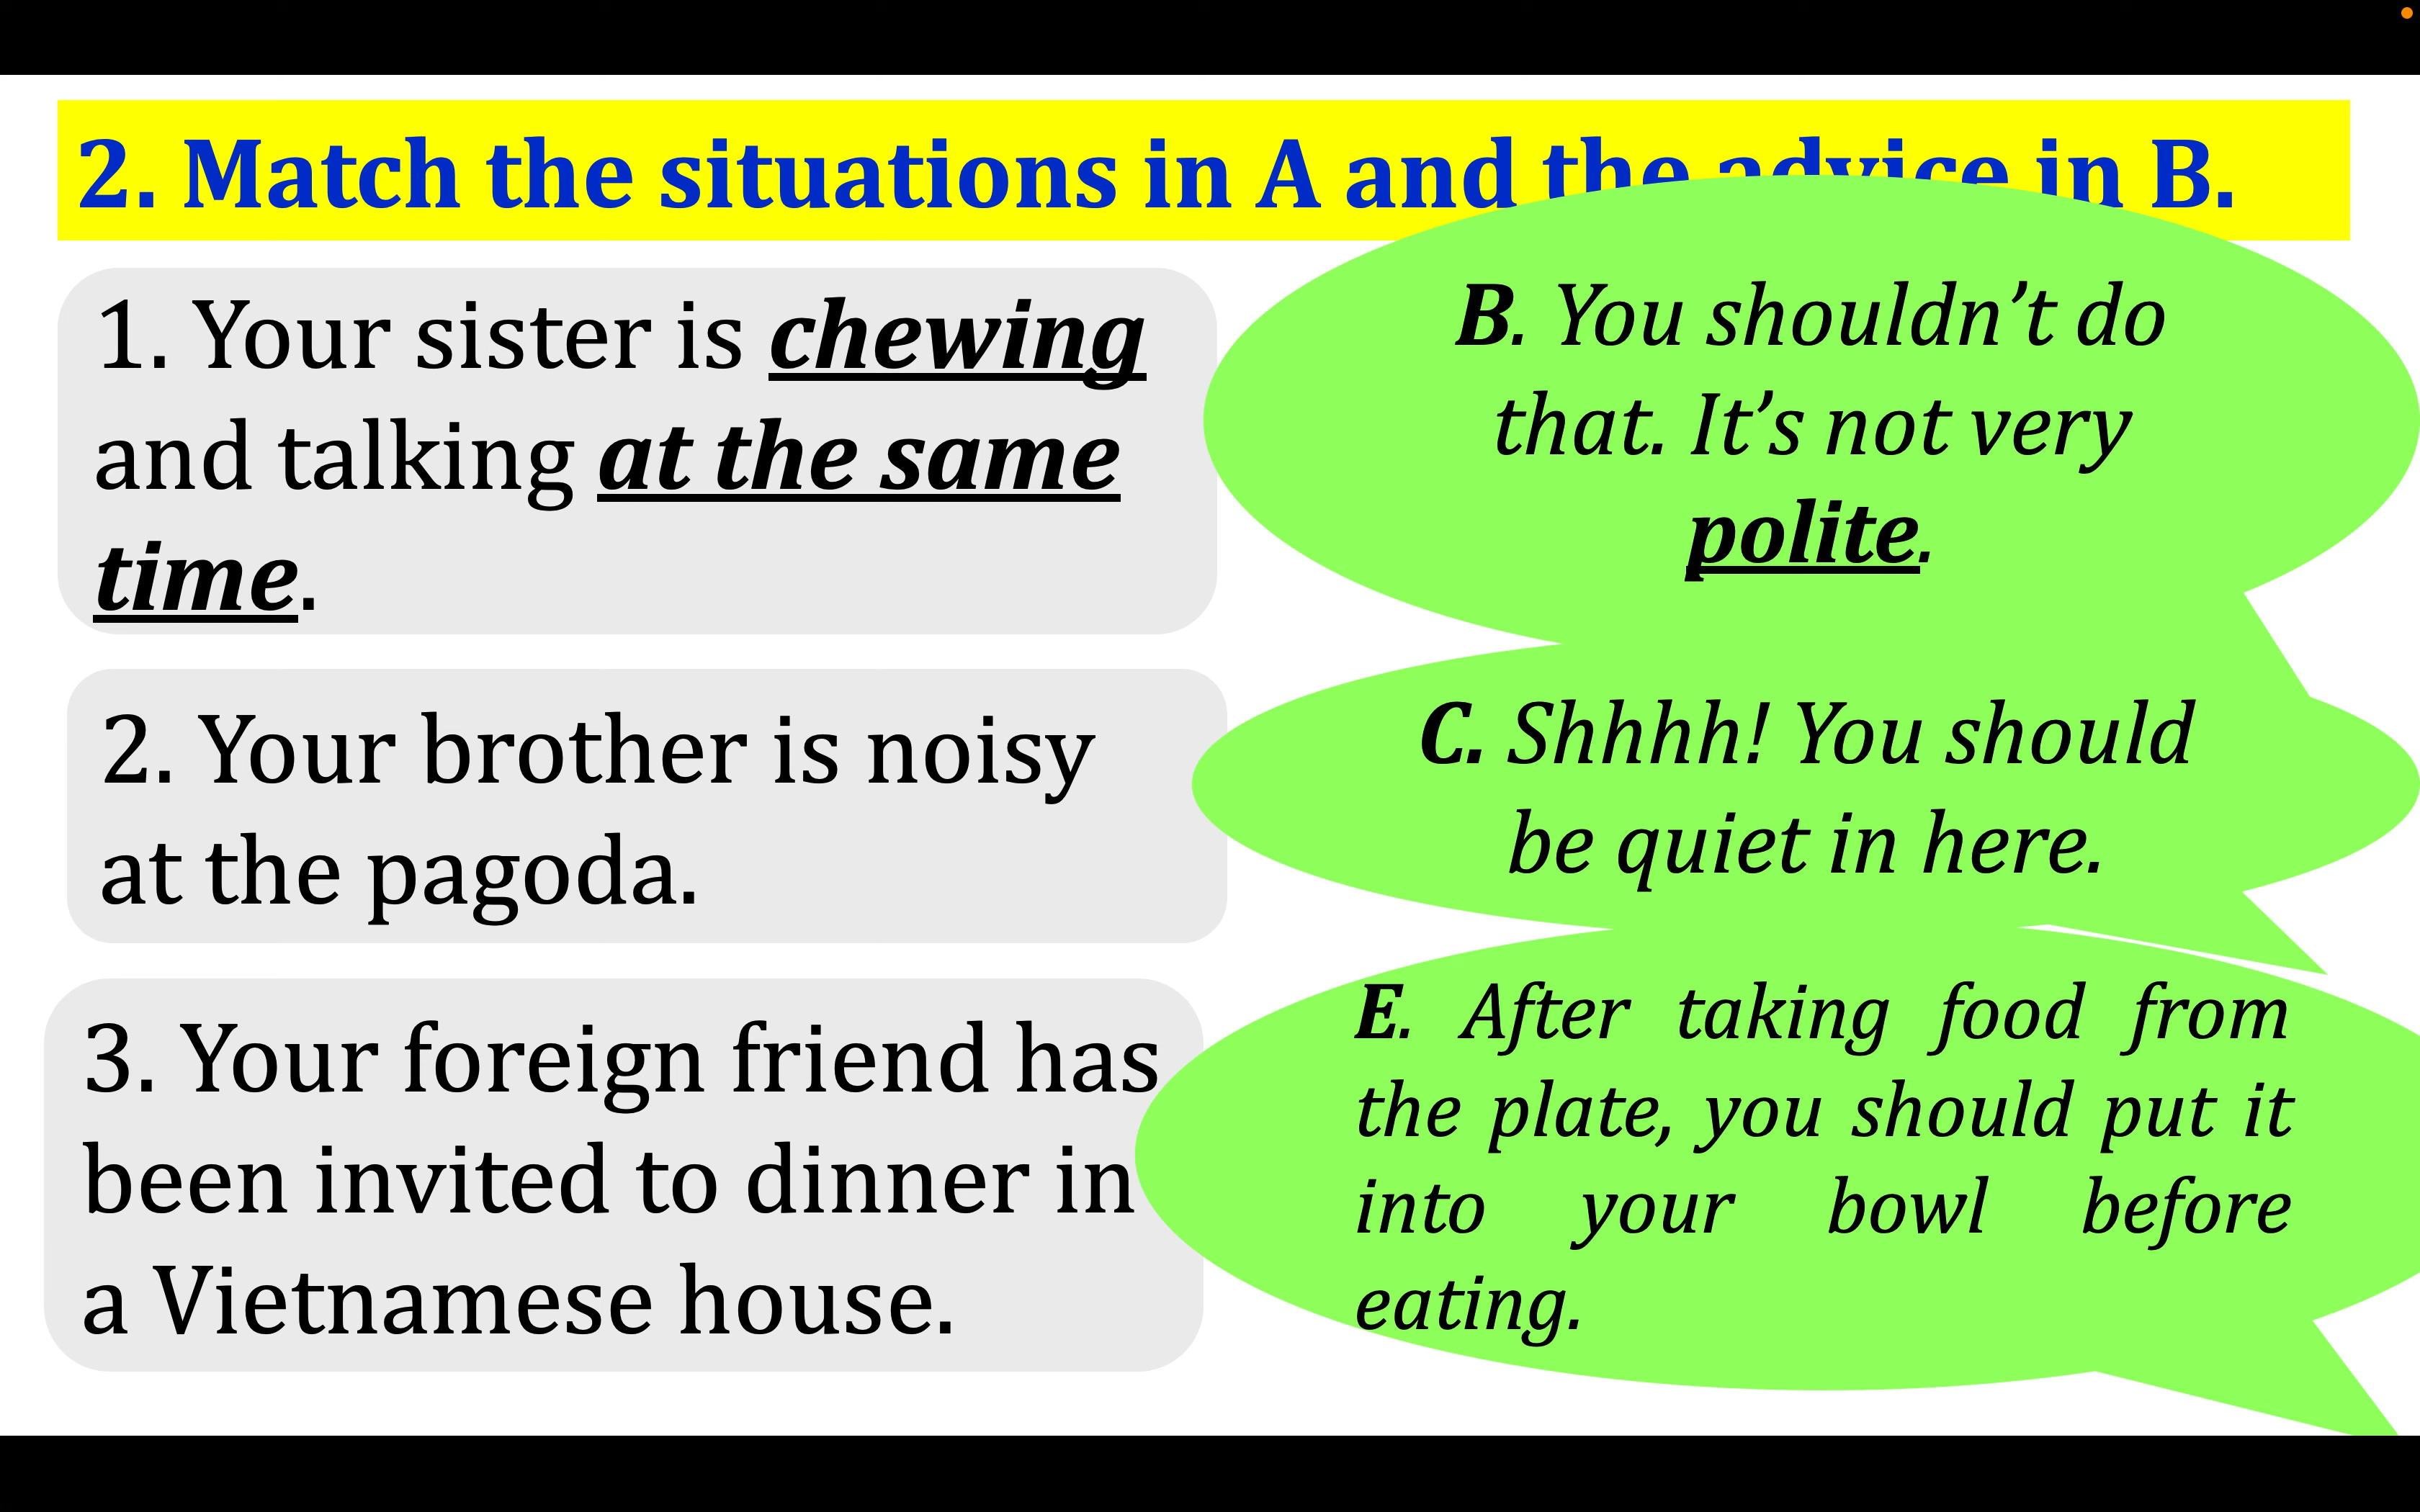 2. Match the situations in A and the advice in B.
1. Your sister is chewing
and talking at the same
time.
B. You shouldn’t do
that. It’s not very
polite.
2. Your brother is noisy
at the pagoda.
C. Shhhh! You should
be quiet in here.
3. Your foreign friend has
been invited to dinner in
a Vietnamese house.
E. After taking food from
the plate, you should put it
into your bowl before
eating.